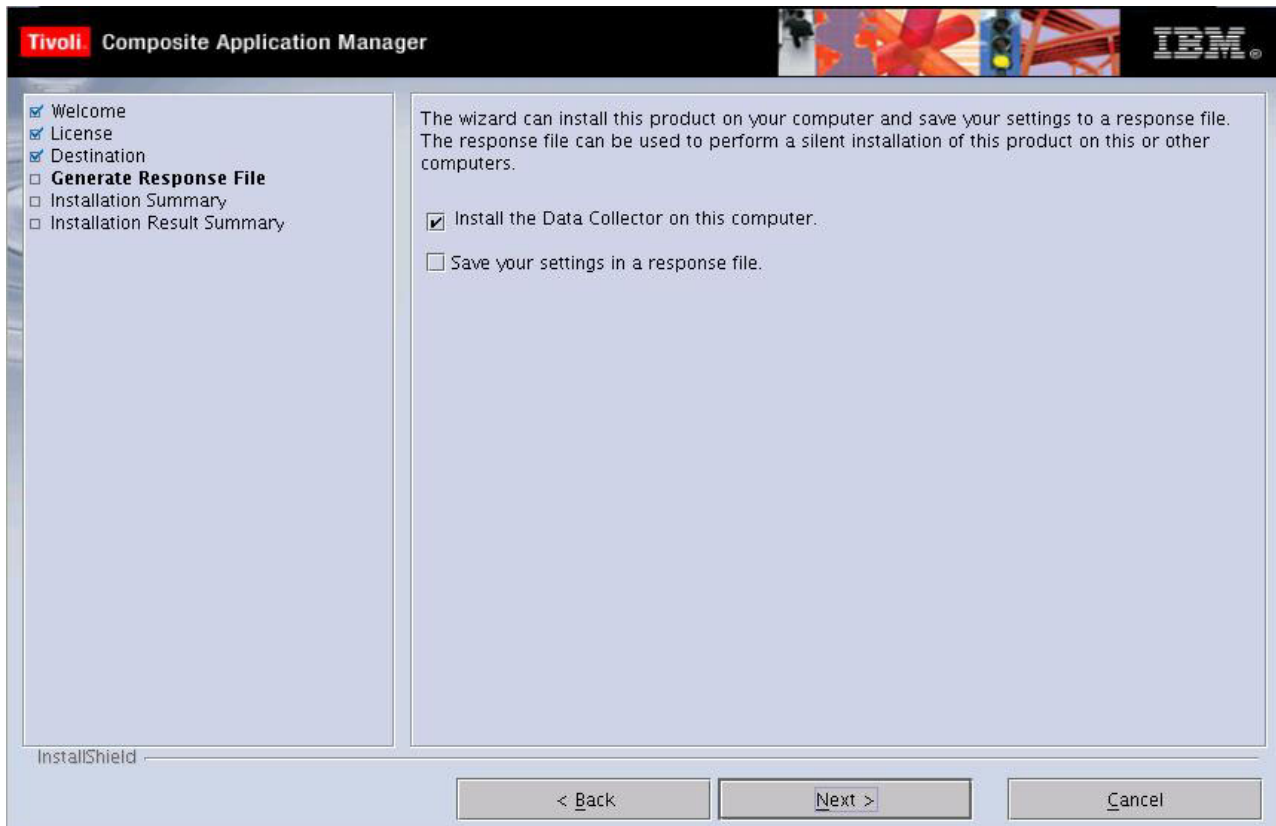 Tivoli. Composite Application Manager
IBM®
Welcome
License
Destination
Generate Response File
Installation Summary
Installation Result Summary
The wizard can install this product on your computer and save your settings to a response file.
The response file can be used to perform a silent installation of this product on this or other
computers.
Install the Data Collector on this computer.
Save your settings in a response file.
InstallShield
< Back
Next >
Cancel